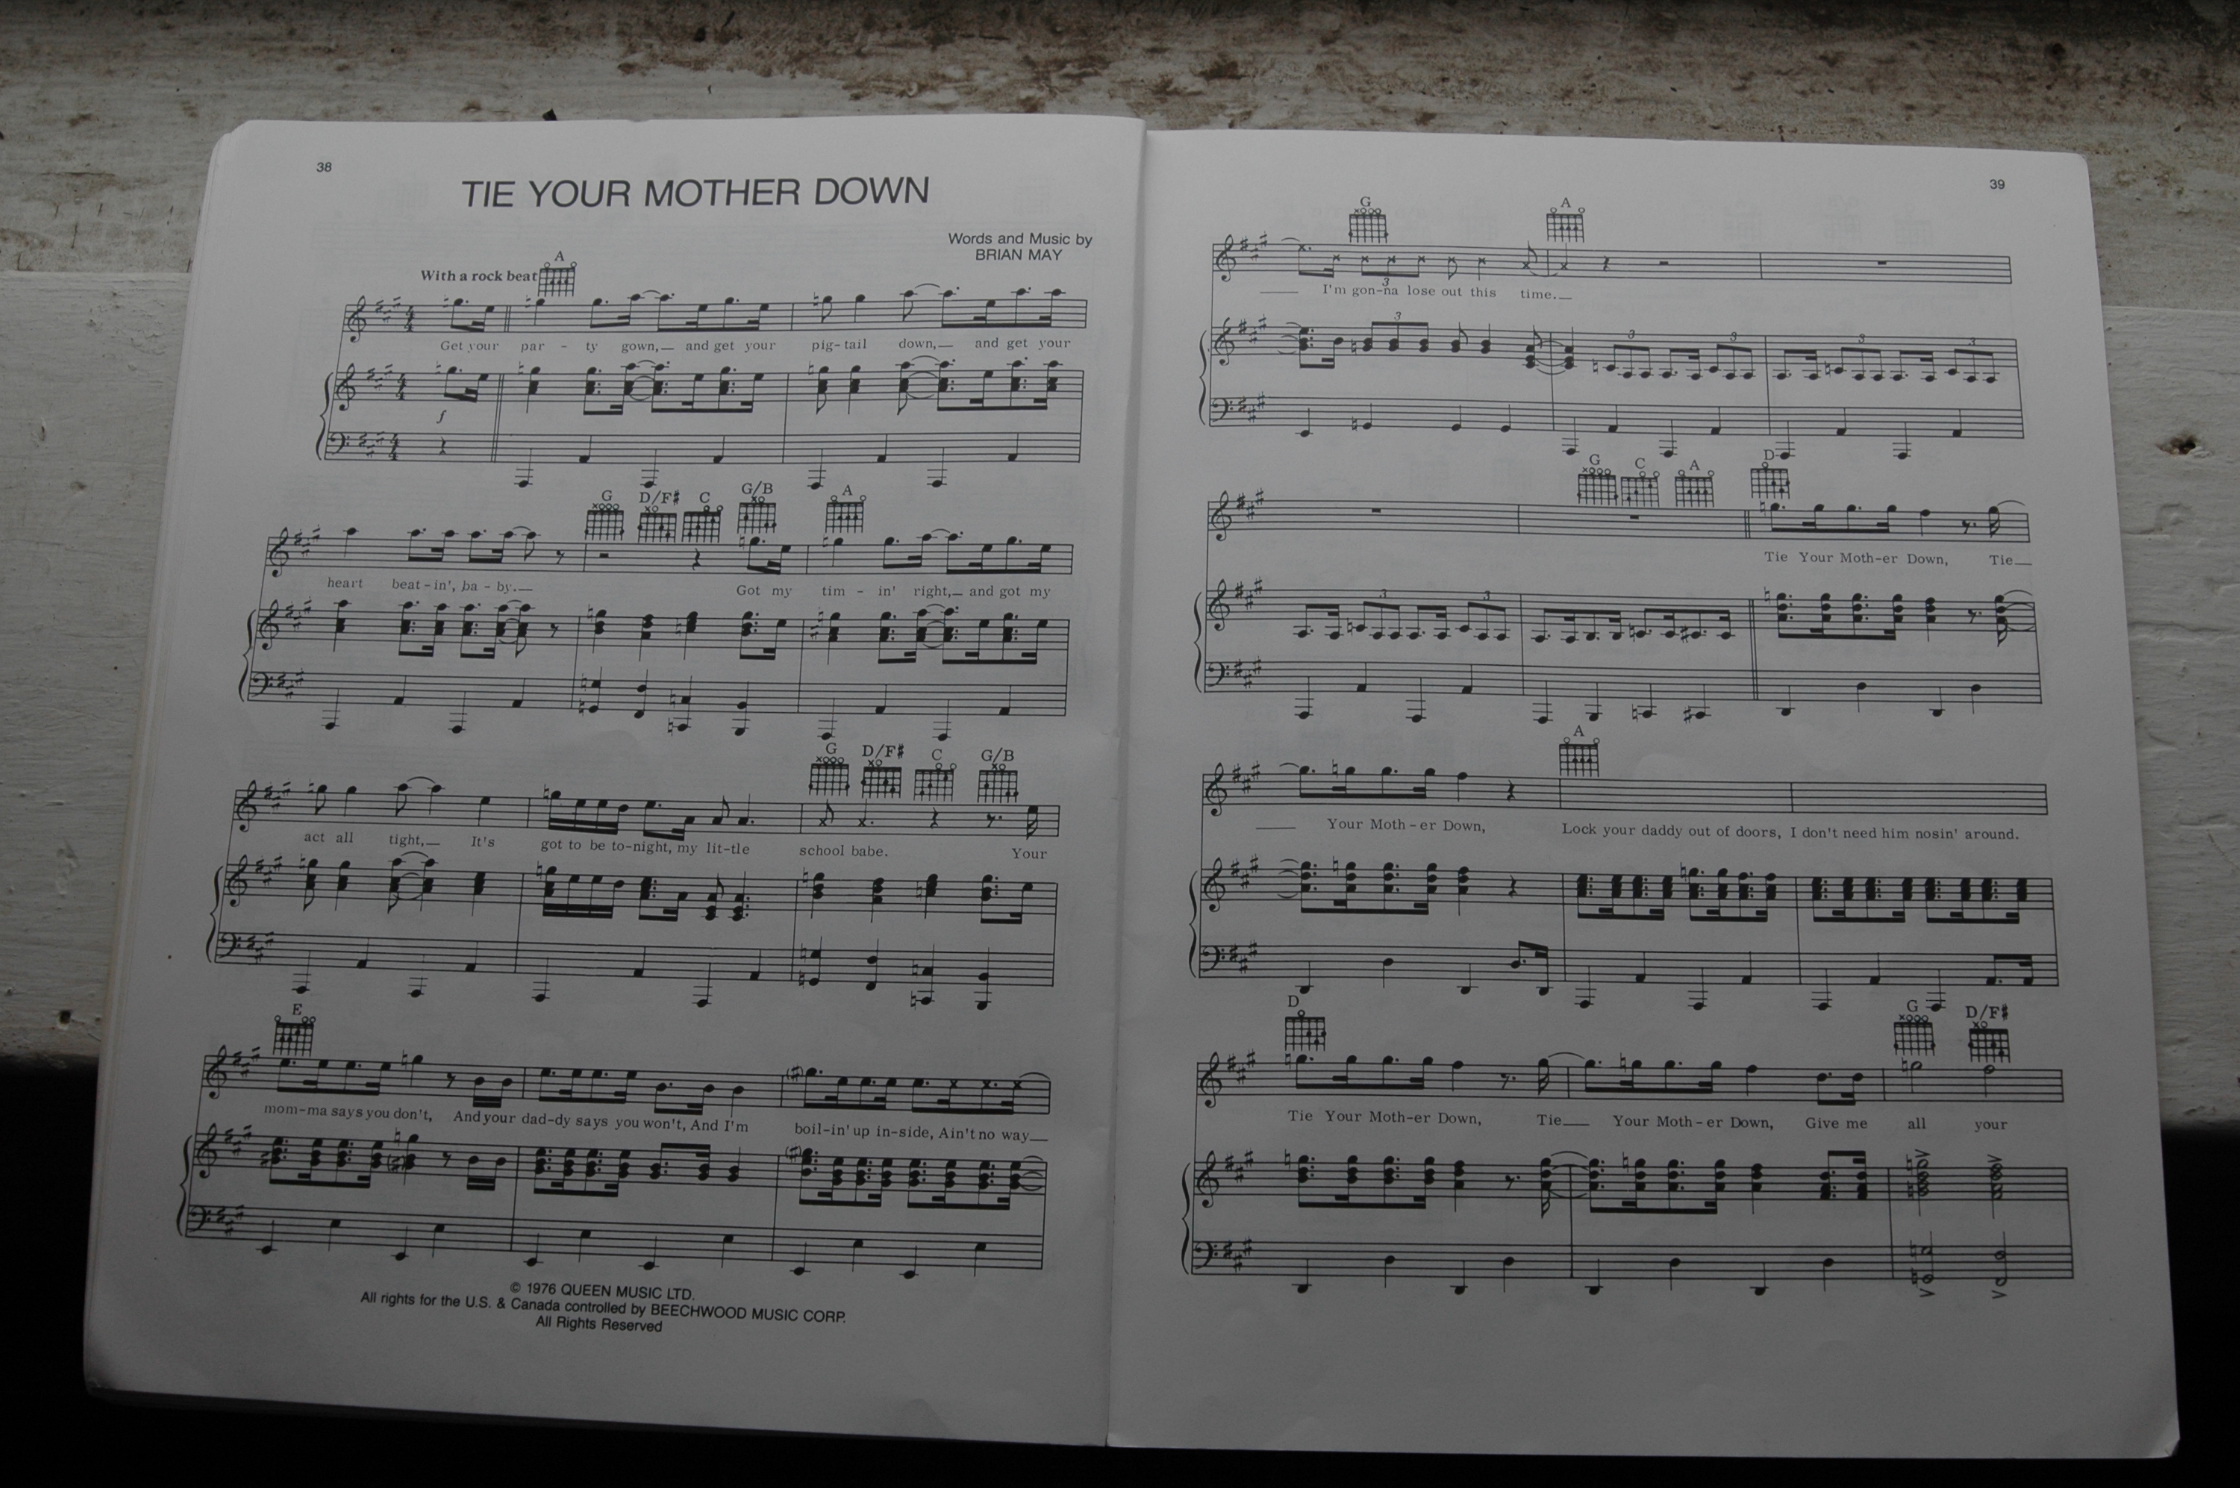 38
TIE YOUR MOTHER DOWN
Words and Music by
BRIAN MAY
With a rock beat
A
Get your par - ty gown,— and get your pig-tail down,— and get your
f
G D/F# C G/B A
heart beat-in', ba-by.— Got my tim - in' right,— and got my
G D/F# C G/B
act all tight,— It's got to be to-night, my lit-tle school babe. Your
E
mom-ma says you don't, And your dad-dy says you won't, And I'm boil-in' up in-side, Ain't no way—
© 1976 QUEEN MUSIC LTD.
All rights for the U.S. & Canada controlled by BEECHWOOD MUSIC CORP.
All Rights Reserved
39
G A
3
I'm gon-na lose out this time.—
3 3 3 3 3
G C A D
Tie Your Moth-er Down, Tie—
3 3
A
— Your Moth-er Down, Lock your daddy out of doors, I don't need him nosin' around.
D G D/F#
Tie Your Moth-er Down, Tie— Your Moth-er Down, Give me all your